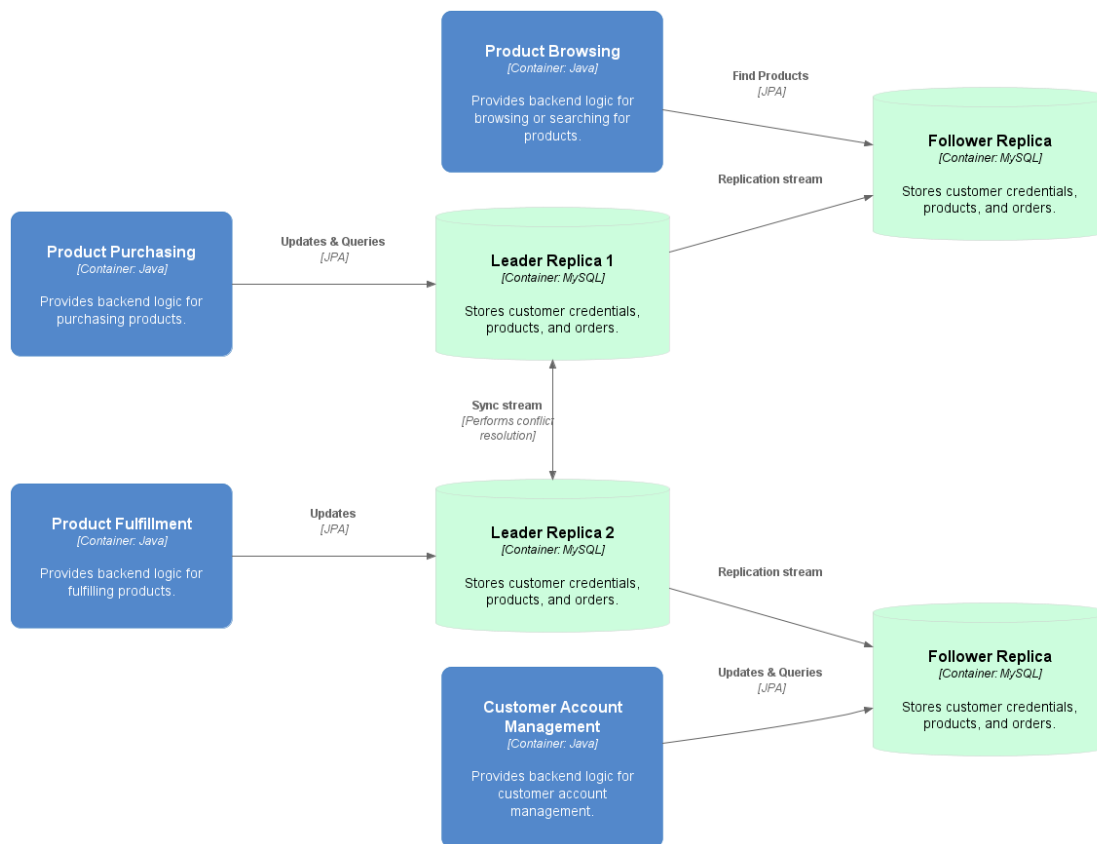 Product Browsing
[Container: Java]
Provides backend logic for
browsing or searching for
products.
Find Products
[JPA]
Follower Replica
[Container: MySQL]
Stores customer credentials,
products, and orders.
Replication stream
Product Purchasing
[Container: Java]
Provides backend logic for
purchasing products.
Updates & Queries
[JPA]
Leader Replica 1
[Container: MySQL]
Stores customer credentials,
products, and orders.
Sync stream
[Performs conflict
resolution]
Product Fulfillment
[Container: Java]
Provides backend logic for
fulfilling products.
Updates
[JPA]
Leader Replica 2
[Container: MySQL]
Stores customer credentials,
products, and orders.
Replication stream
Follower Replica
[Container: MySQL]
Stores customer credentials,
products, and orders.
Updates & Queries
[JPA]
Customer Account
Management
[Container: Java]
Provides backend logic for
customer account
management.